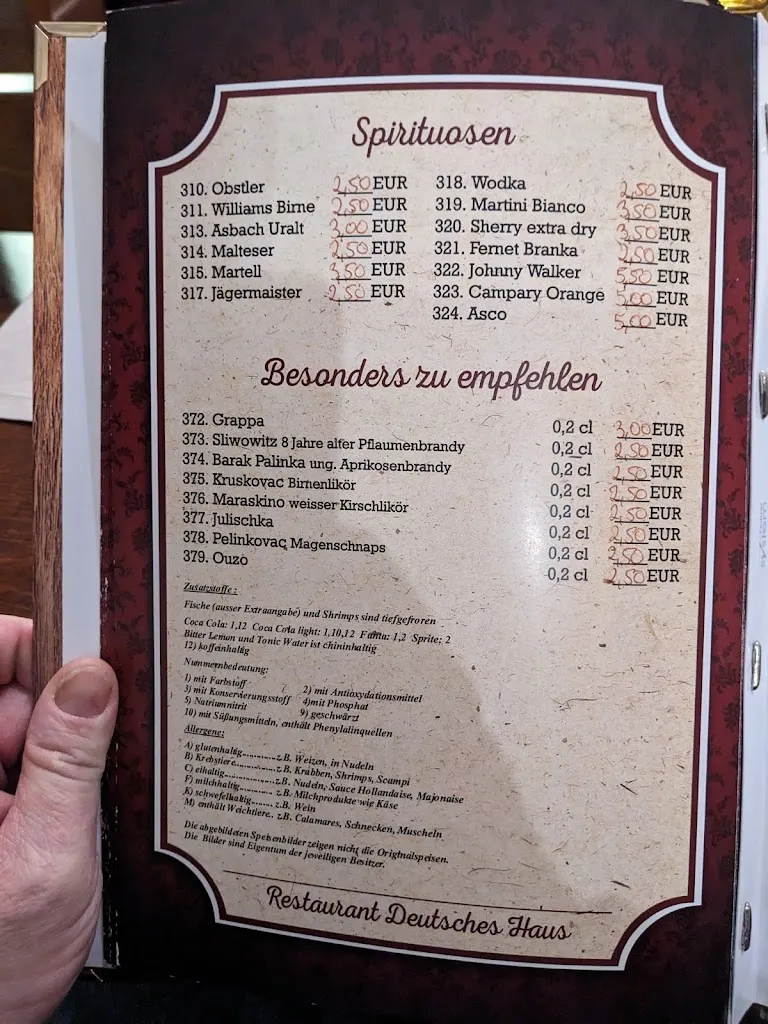 Spirituosen
310. Obstler 2,50 EUR
311. Williams Birne 2,50 EUR
313. Asbach Uralt 3,00 EUR
314. Malteser 2,50 EUR
315. Martell 3,50 EUR
317. Jägermaister 2,50 EUR
318. Wodka 2,50 EUR
319. Martini Bianco 3,50 EUR
320. Sherry extra dry 3,50 EUR
321. Fernet Branka 2,50 EUR
322. Johnny Walker 5,50 EUR
323. Campary Orange 5,00 EUR
324. Asco 5,00 EUR
Besonders zu empfehlen
372. Grappa 0,2 cl 3,00 EUR
373. Sliwowitz 8 Jahre alter Pflaumenbrandy 0,2 cl 2,50 EUR
374. Barak Palinka ung. Aprikosenbrandy 0,2 cl 2,50 EUR
375. Kruskovac Birnenlikör 0,2 cl 2,50 EUR
376. Maraskino weisser Kirschlikör 0,2 cl 2,50 EUR
377. Julischka 0,2 cl 2,50 EUR
378. Pelinkovac Magenschnaps 0,2 cl 2,50 EUR
379. Ouzo 0,2 cl 2,50 EUR
Zusatzstoffe :
Fische (ausser Extraangabe) und Shrimps sind tiefgefroren
Coca Cola: 1,12 Coca Cola light: 1,10,12 Fanta: 1,2 Sprite: 2
Bitter Lemon und Tonic Water ist chininhaltig
12) koffeinhaltig
Nummernbedeutung:
1) mit Farbstoff 2) mit Antioxydationsmittel
3) mit Konservierungsstoff 4)mit Phosphat
5) Natriumnitrit 9) geschwärzt
10) mit Süßungsmitteln, enthält Phenylalinquellen
Allergene:
A) glutenhaltig............z.B. Weizen, in Nudeln
B) Krebstiere..............z.B. Krabben, Shrimps, Scampi
C) eihaltig..................z.B. Nudeln, Sauce Hollandaise, Majonaise
F) milchhaltig.............z.B. Milchprodukte wie Käse
K) schwefelhaltig........z.B. Wein
M) enthält Weichtiere.. z.B. Calamares, Schnecken, Muscheln
Die abgebildeten Speisenbilder zeigen nicht die Originalspeisen.
Die Bilder sind Eigentum der jeweiligen Besitzer.
Restaurant Deutsches Haus